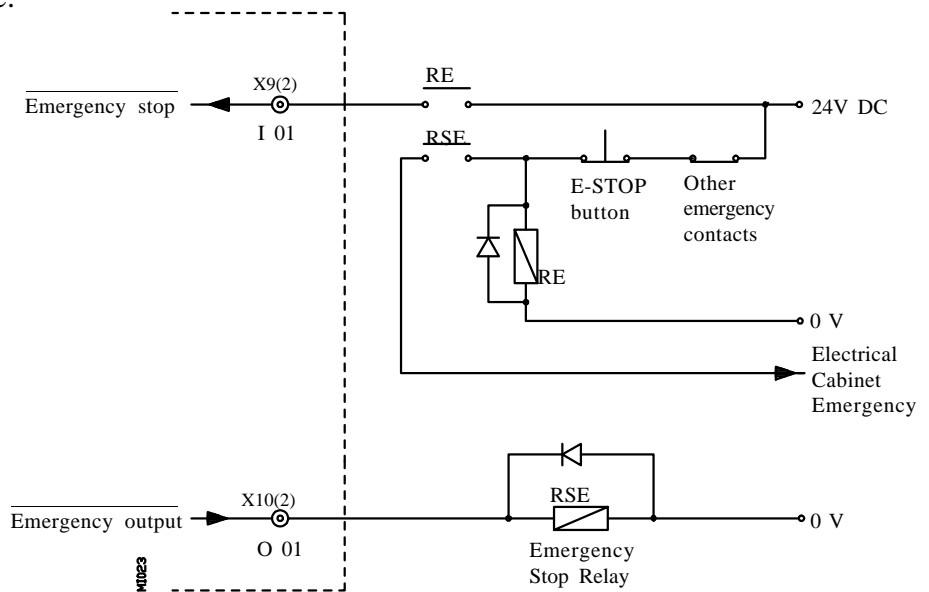 c.
X9(2)
RE
Emergency stop
24V DC
I 01
RSE
E-STOP
button
Other
emergency
contacts
RE
0 V
Electrical
Cabinet
Emergency
X10(2)
RSE
Emergency output
0 V
O 01
Emergency
Stop Relay
MI023